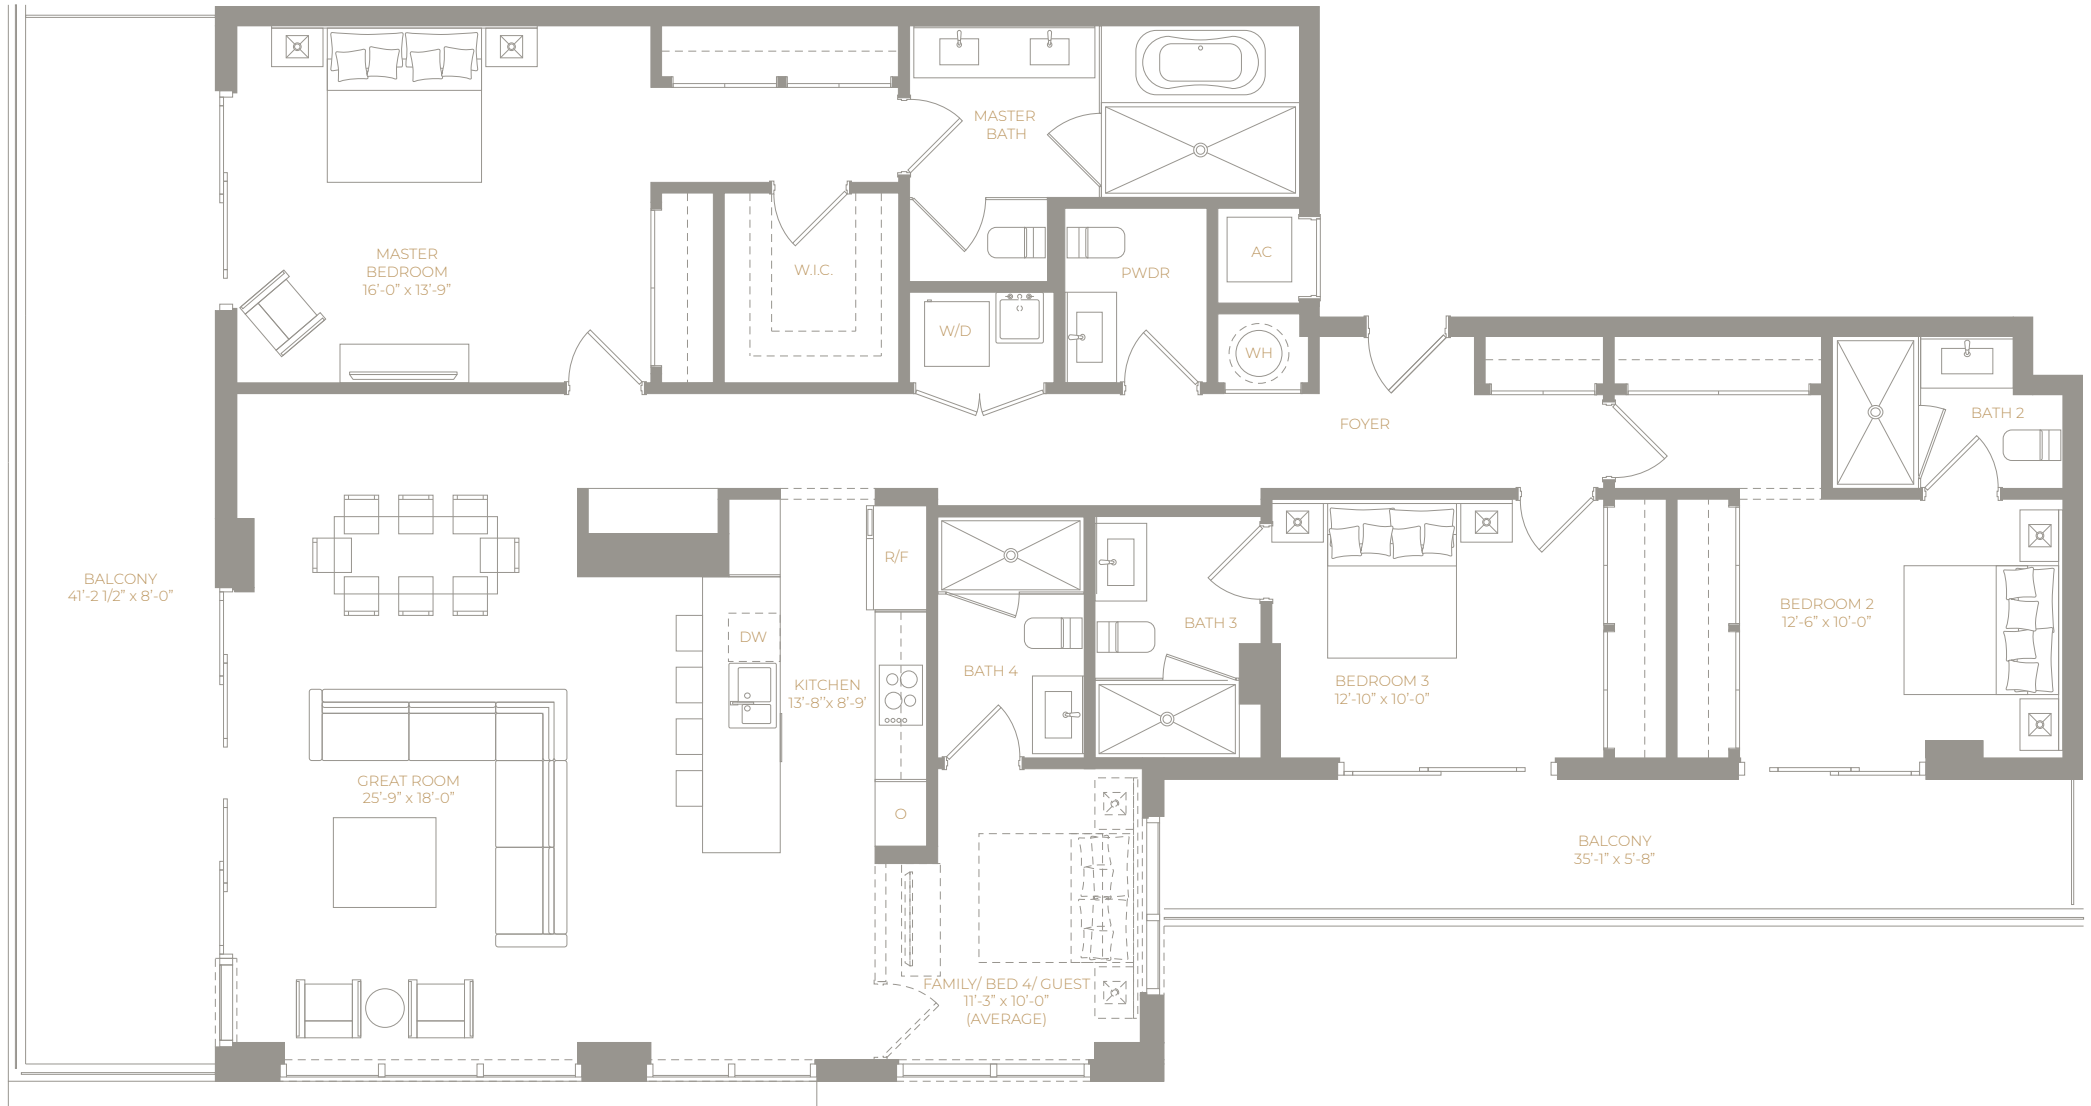 MASTER
BATH
MASTER
BEDROOM
16'-0” x 13'-9”
W.I.C.
PWDR
AC
W/D
WH
FOYER
BATH 2
BALCONY
41'-2 1/2” x 8'-0”
R/F
DW
BATH 3
BEDROOM 2
12'-6” x 10'-0”
KITCHEN
13'-8'’x 8'-9'
BATH 4
BEDROOM 3
12'-10” x 10'-0”
GREAT ROOM
25'-9” x 18'-0”
O
BALCONY
35'-1” x 5'-8”
FAMILY/ BED 4/ GUEST
11'-3” x 10'-0”
(AVERAGE)